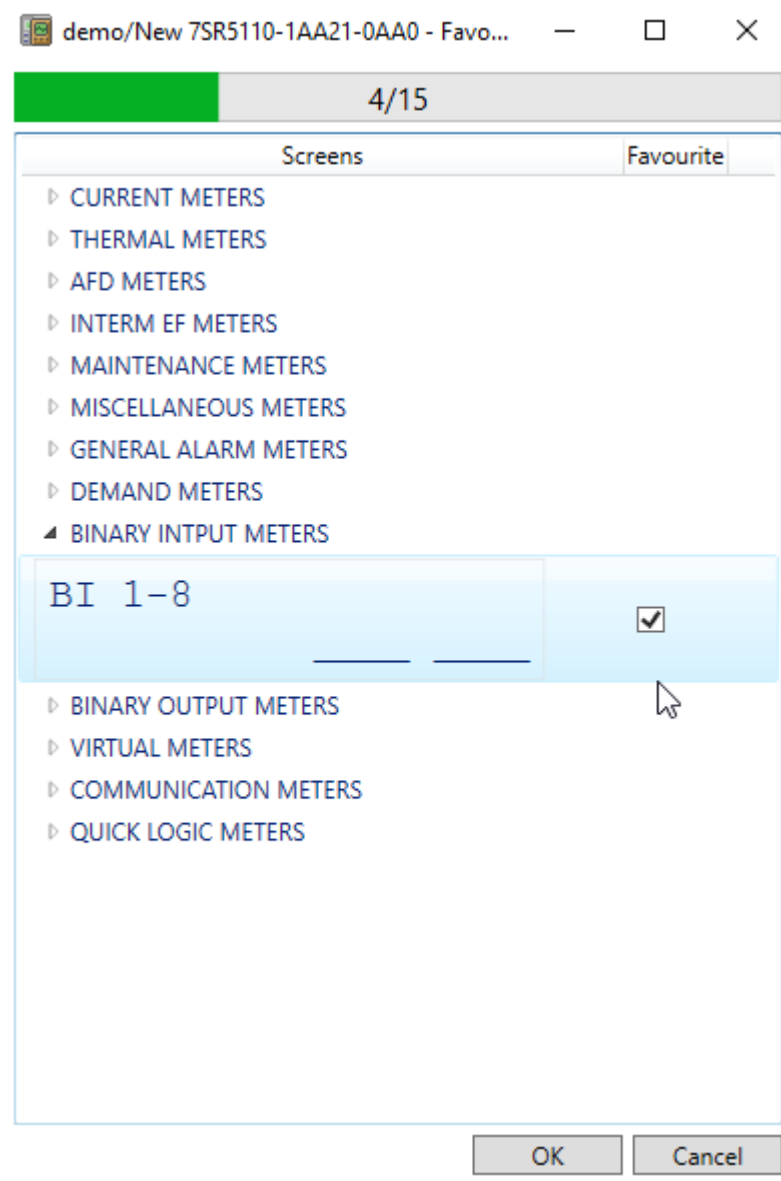 demo/New 7SR5110-1AA21-0AA0 - Favo...
4/15
Screens Favourite
CURRENT METERS
THERMAL METERS
AFD METERS
INTERM EF METERS
MAINTENANCE METERS
MISCELLANEOUS METERS
GENERAL ALARM METERS
DEMAND METERS
BINARY INTPUT METERS
BI 1-8
____ ____
BINARY OUTPUT METERS
VIRTUAL METERS
COMMUNICATION METERS
QUICK LOGIC METERS
OK Cancel